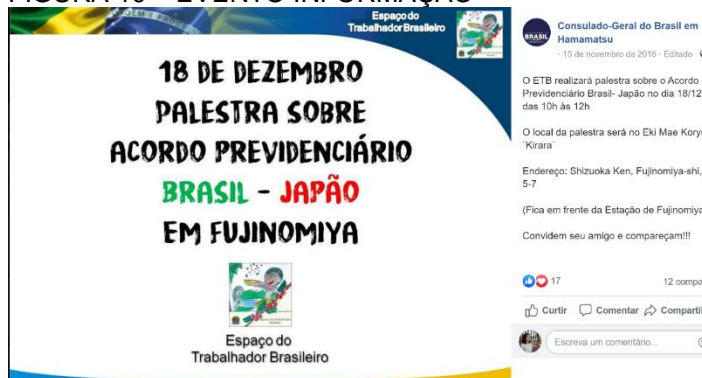 FIGURA 10 – EVENTO INFORMAÇÃO
Espaço do
Trabalhador Brasileiro
18 DE DEZEMBRO
PALESTRA SOBRE
ACORDO PREVIDENCIÁRIO
BRASIL - JAPÃO
EM FUJINOMIYA
Espaço do
Trabalhador Brasileiro
BRASIL
Consulado-Geral do Brasil em
Hamamatsu
· 15 de novembro de 2016 · Editado ·
O ETB realizará palestra sobre o Acordo
Previdenciário Brasil- Japão no dia 18/12
das 10h às 12h
O local da palestra será no Eki Mae
¨Kirara¨
Endereço: Shizuoka Ken, Fujinomiya-shi,
5-7
(Fica em frente da Estação de Fujinomiya
Convidem seu amigo e compareçam!!!
17
12
Curtir Comentar
Escreva um comentário...